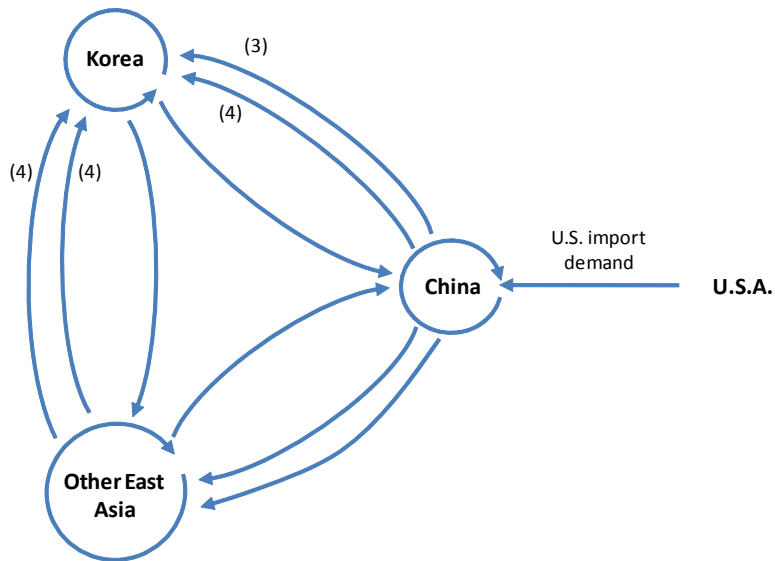 Korea
(3)
(4)
(4)
(4)
U.S. import
demand
China
U.S.A.
Other East
Asia